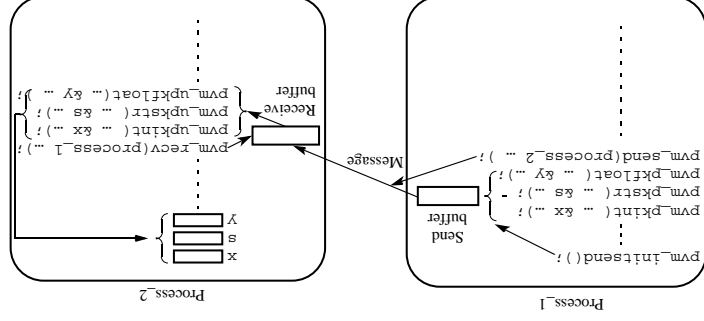 Process_1
pvm_initsend();
Send
buffer
pvm_pkint( … &x …);
pvm_pkstr( … &s …);
pvm_pkfloat( … &y … );
pvm_send(process_2 … );
Message
Process_2
x
s
y
pvm_recv(process_1 …);
pvm_upkint( … &x …);
pvm_upkstr( … &s …);
pvm_upkfloat(… &y … );
Receive
buffer